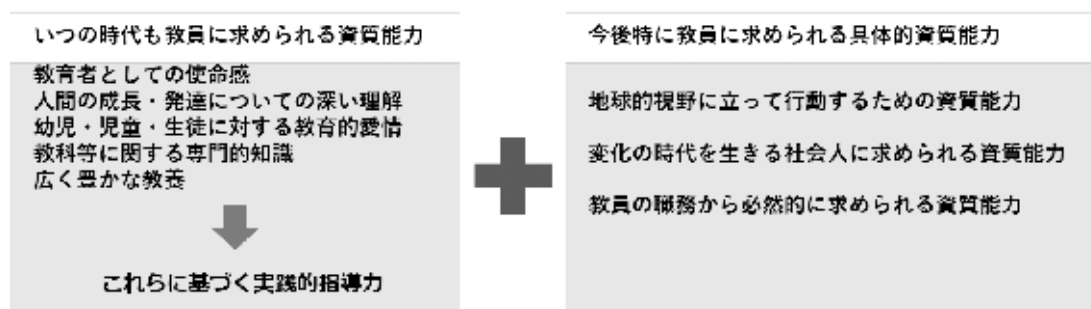 いつの時代も教員に求められる資質能力
教育者としての使命感
人間の成長・発達についての深い理解
幼児・児童・生徒に対する教育的愛情
教科等に関する専門的知識
広く豊かな教養
これらに基づく実践的指導力
今後特に教員に求められる具体的資質能力
地球的視野に立って行動するための資質能力
変化の時代を生きる社会人に求められる資質能力
教員の職務から必然的に求められる資質能力